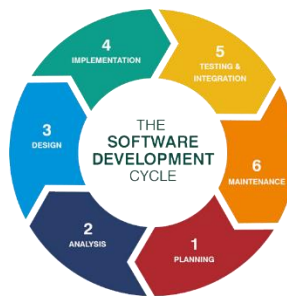 THE
SOFTWARE
DEVELOPMENT
CYCLE
1
PLANNING
2
ANALYSIS
3
DESIGN
4
IMPLEMENTATION
5
TESTING &
INTEGRATION
6
MAINTENANCE